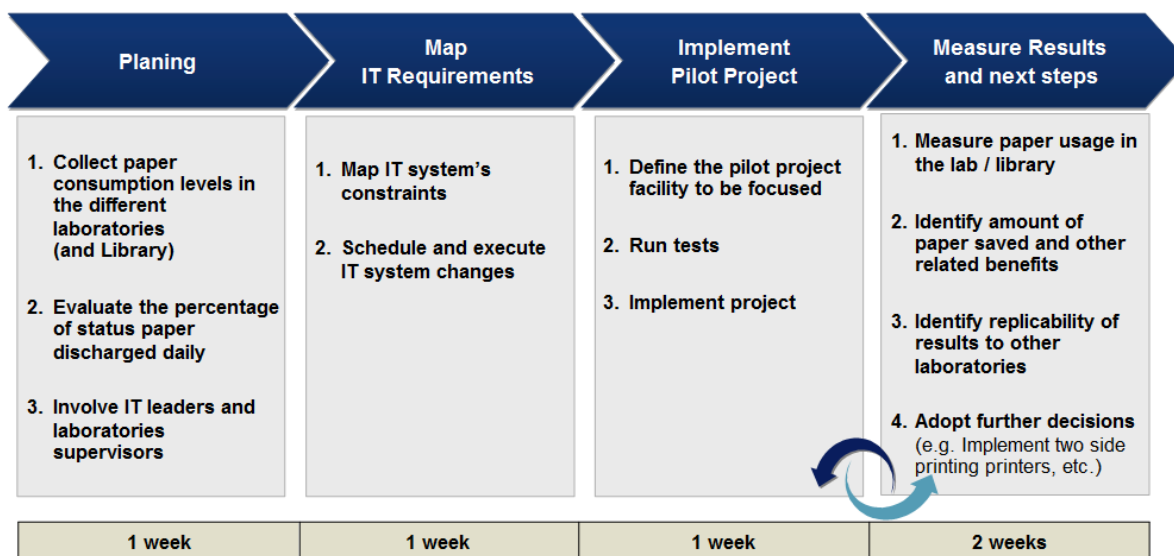 Planing
Map
IT Requirements
Implement
Pilot Project
Measure Results
and next steps
1. Collect paper
consumption levels in
the different
laboratories
(and Library)
2. Evaluate the percentage
of status paper
discharged daily
3. Involve IT leaders and
laboratories
supervisors
1. Map IT system's
constraints
2. Schedule and execute
IT system changes
1. Define the pilot project
facility to be focused
2. Run tests
3. Implement project
1. Measure paper usage in
the lab / library
2. Identify amount of
paper saved and other
related benefits
3. Identify replicability of
results to other
laboratories
4. Adopt further decisions
(e.g. Implement two side
printing printers, etc.)
1 week
1 week
1 week
2 weeks